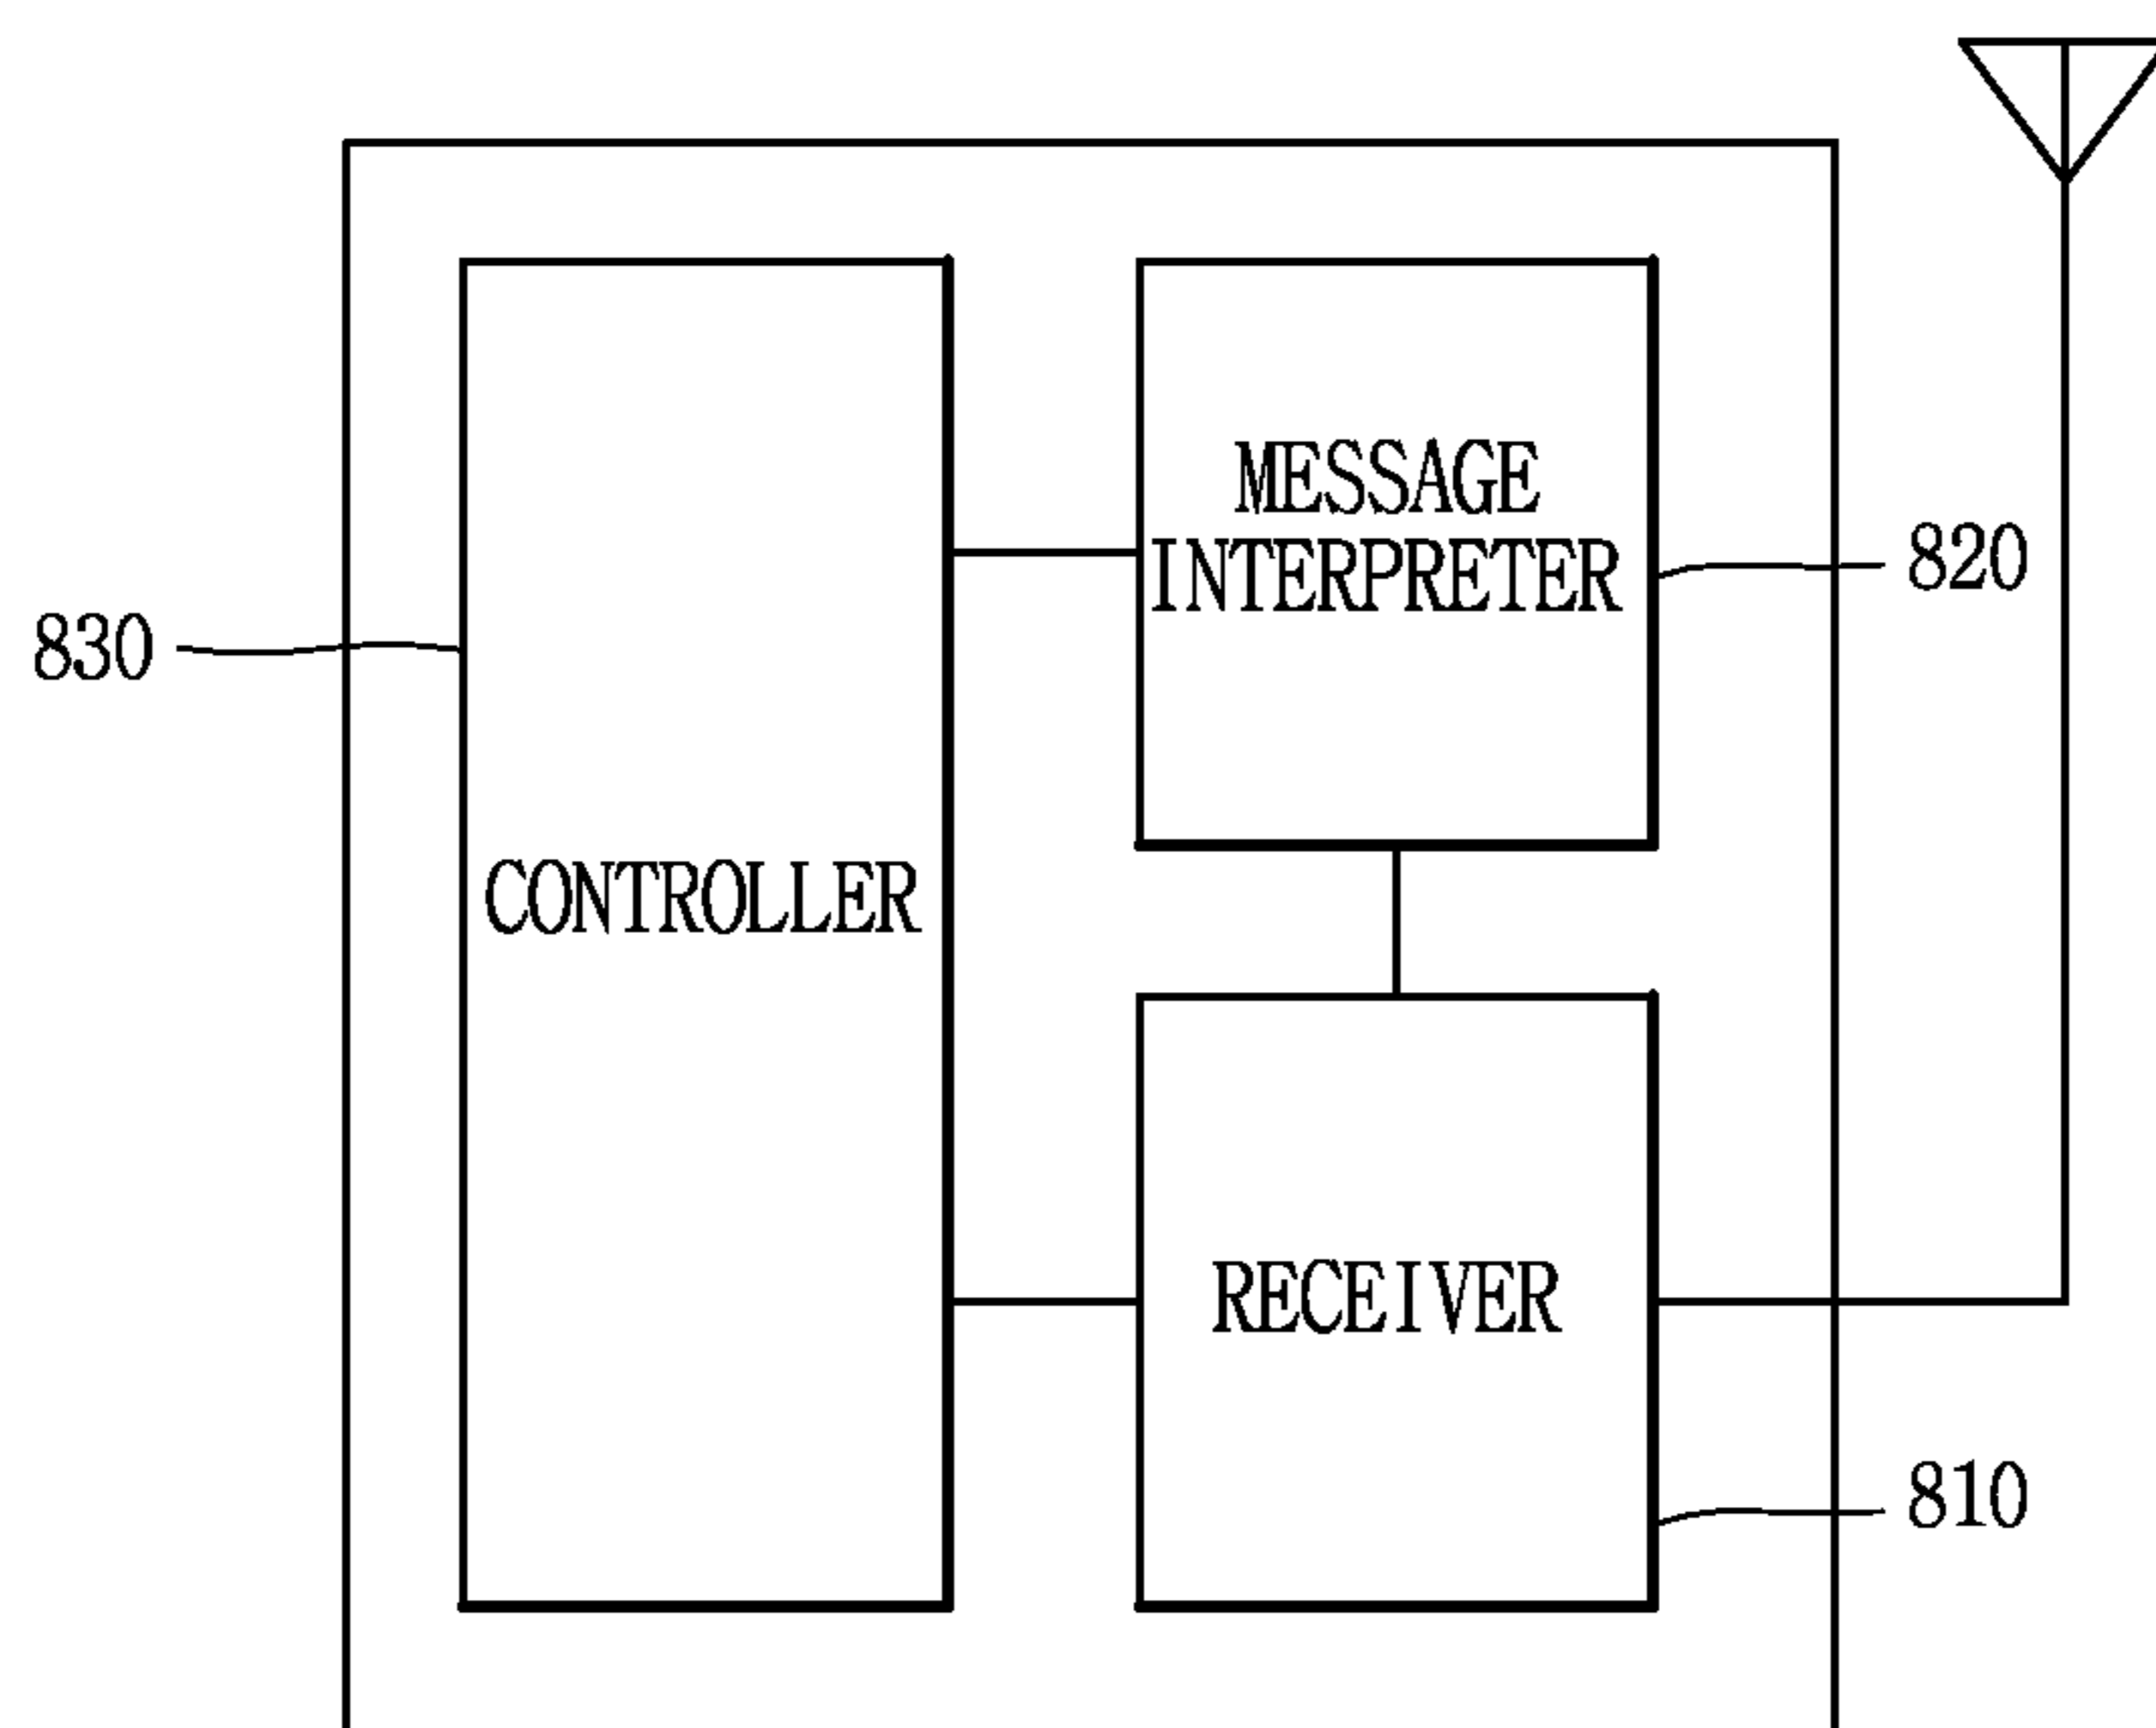 MESSAGE
INTERPRETER
820
830
CONTROLLER
RECEIVER
810